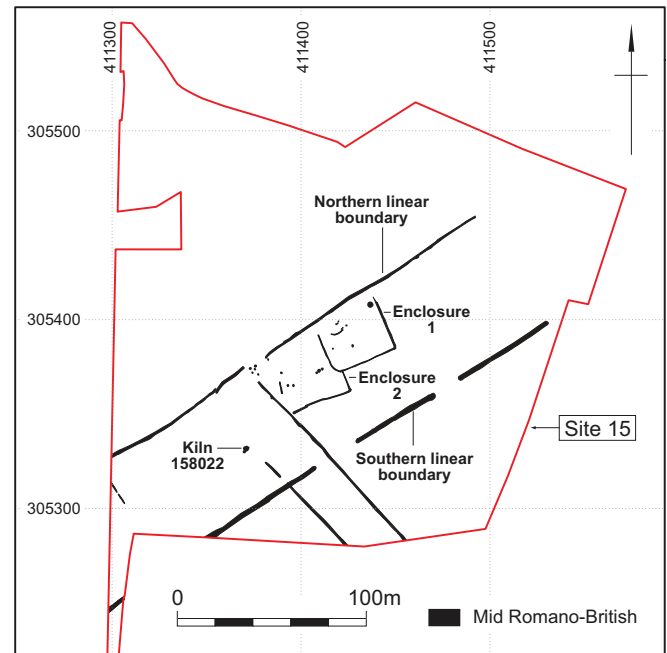 411300
411400
411500
305500
Northern linear
boundary
305400
Enclosure
1
Enclosure
2
Kiln
158022
Southern linear
boundary
Site 15
305300
0
100m
Mid Romano-British